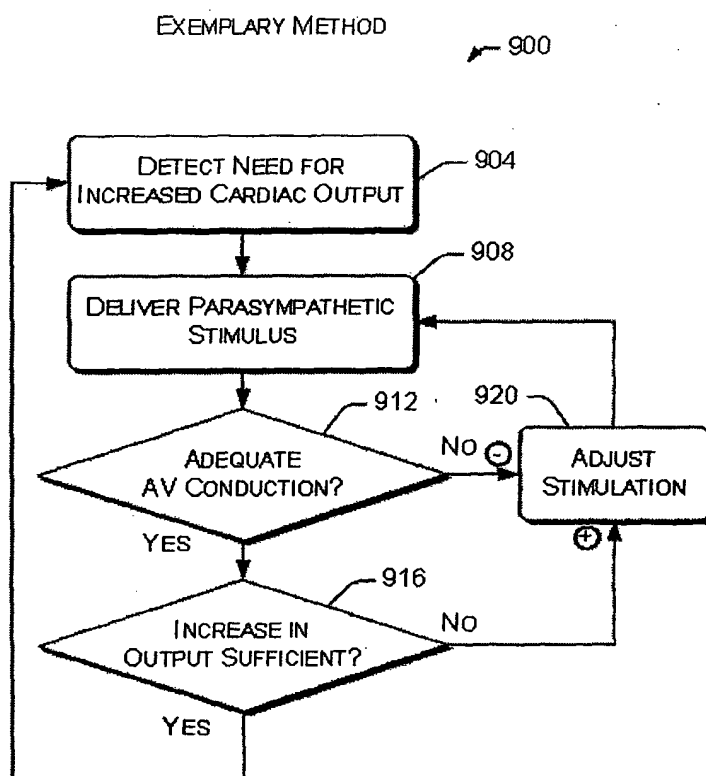 EXEMPLARY METHOD
900
DETECT NEED FOR
INCREASED CARDIAC OUTPUT
904
908
DELIVER PARASYMPATHETIC
STIMULUS
912
920
ADEQUATE
AV CONDUCTION?
NO
-
ADJUST
STIMULATION
YES
+
916
INCREASE IN
OUTPUT SUFFICIENT?
NO
YES